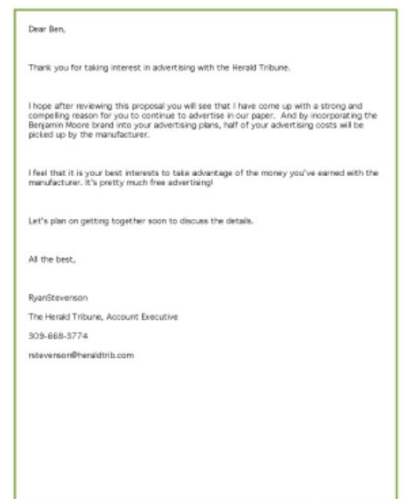 Dear Ben,
Thank you for taking interest in advertising with the Herald Tribune.
I hope after reviewing this proposal you will see that I have come up with a strong and
compelling reason for you to continue to advertise in our paper.  And by incorporating the
Benjamin Moore brand into your advertising plans, half of your advertising costs will be
picked up by the manufacturer.
I feel that it is your best interests to take advantage of the money you've earned with the
manufacturer. It's pretty much free advertising!
Let's plan on getting together soon to discuss the details.
All the best,
RyanStevenson
The Herald Tribune, Account Executive
309-668-3774
rstevenson@heraldtrib.com